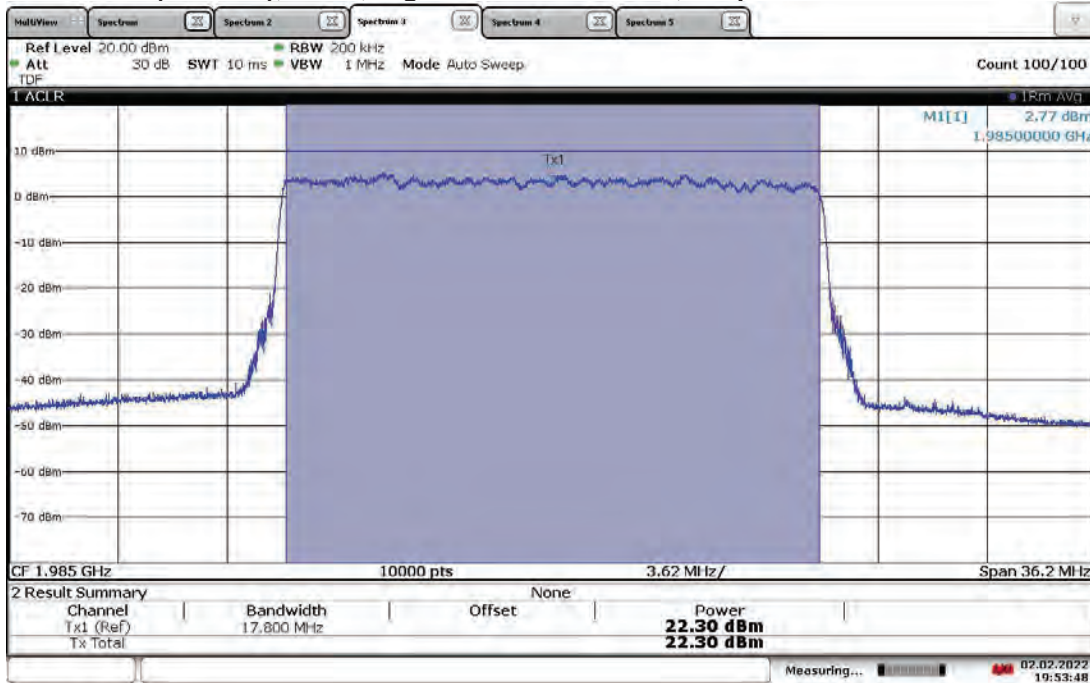 MultiView Spectrum Spectrum 2 Spectrum 3 Spectrum 4 Spectrum 5
Ref Level 20.00 dBm RBW 200 kHz
Att 30 dB SWT 10 ms VBW 1 MHz Mode Auto Sweep Count 100/100
TDF
1 ACLR 1Rm Avg
M1[1] 2.77 dBm
1.98500000 GHz
10 dBm
Tx1
0 dBm
-10 dBm
-20 dBm
-30 dBm
-40 dBm
-50 dBm
-60 dBm
-70 dBm
CF 1.985 GHz 10000 pts 3.62 MHz/ Span 36.2 MHz
2 Result Summary None
Channel Bandwidth Offset Power
Tx1 (Ref) 17.800 MHz 22.30 dBm
Tx Total 22.30 dBm
Measuring... 02.02.2022
19:53:48